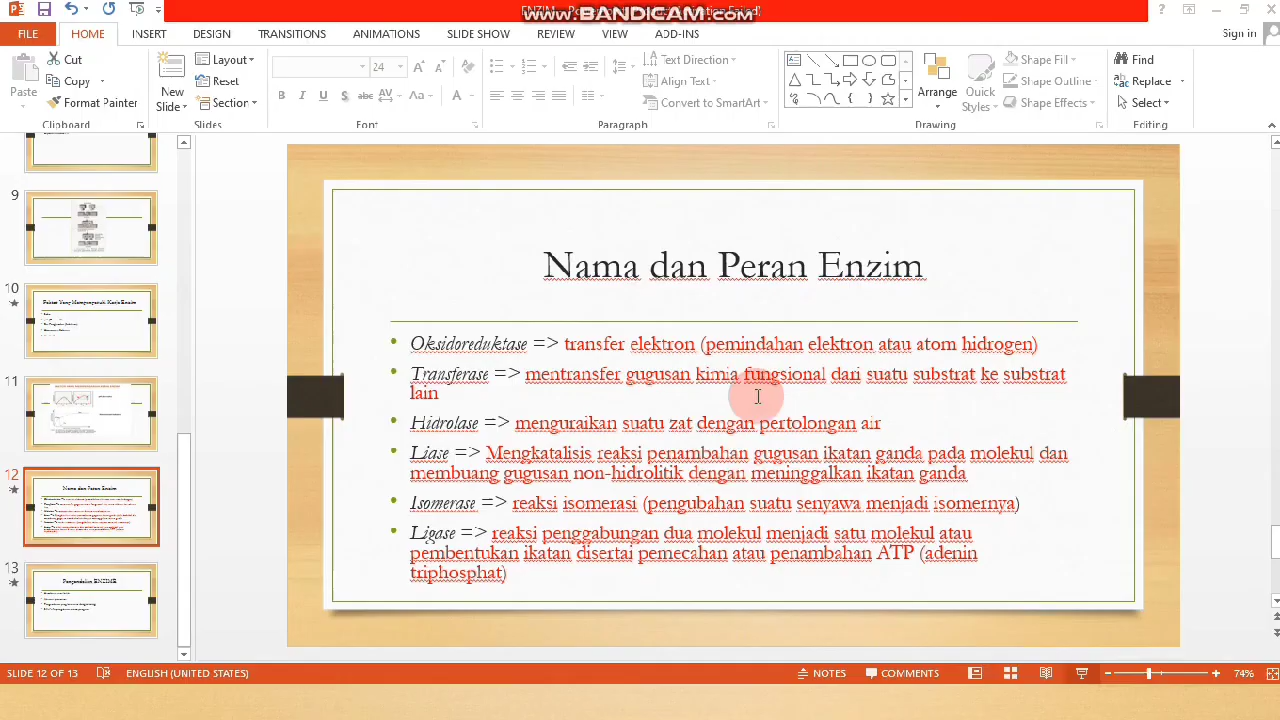 www.BANDICAM.com
FILE HOME INSERT DESIGN TRANSITIONS ANIMATIONS SLIDE SHOW REVIEW VIEW ADD-INS Sign in
Cut
Copy
Format Painter
Paste
Clipboard
New
Slide
Layout
Reset
Section
Slides
24
Font
Text Direction
Align Text
Convert to SmartArt
Paragraph
Arrange
Quick
Styles
Shape Fill
Shape Outline
Shape Effects
Drawing
Find
Replace
Select
Editing
9
10
Faktor Yang Mempengaruhi Kerja Enzim
11
12
Nama dan Peran Enzim
13
Pengendalian ENZIME
Nama dan Peran Enzim
• Oksidoreduktase => transfer elektron (pemindahan elektron atau atom hidrogen)
• Transferase => mentransfer gugusan kimia fungsional dari suatu substrat ke substrat
lain
• Hidrolase => menguraikan suatu zat dengan pertolongan air
• Liase => Mengkatalisis reaksi penambahan gugusan ikatan ganda pada molekul dan
membuang gugusan non-hidrolitik dengan meninggalkan ikatan ganda
• Isomerase => reaksi isomerasi (pengubahan suatu senyawa menjadi isomernya)
• Ligase => reaksi penggabungan dua molekul menjadi satu molekul atau
pembentukan ikatan disertai pemecahan atau penambahan ATP (adenin
triphosphat)
SLIDE 12 OF 13 ENGLISH (UNITED STATES) NOTES COMMENTS 74%